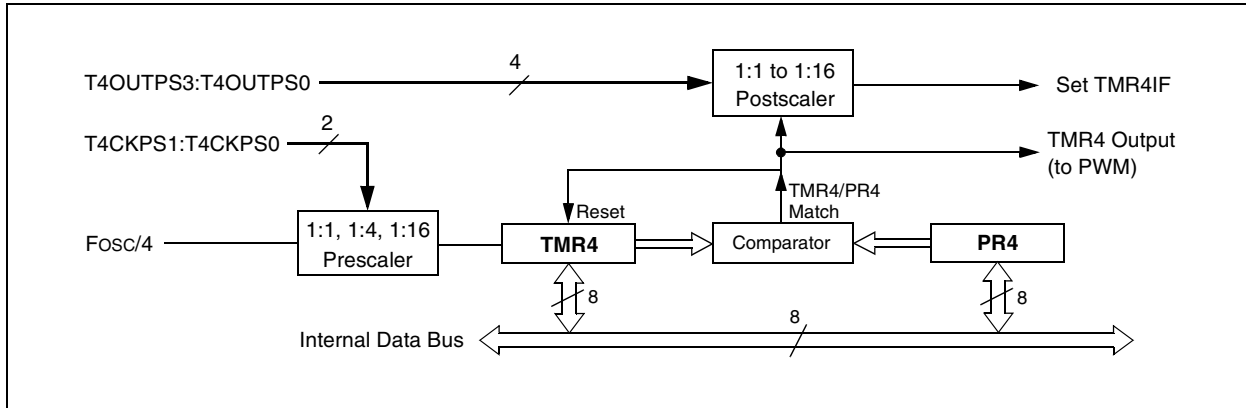 T4OUTPS3:T4OUTPS0
4
1:1 to 1:16
Postscaler
Set TMR4IF
T4CKPS1:T4CKPS0
2
TMR4 Output
(to PWM)
TMR4/PR4
Match
Reset
FOSC/4
1:1, 1:4, 1:16
Prescaler
TMR4
Comparator
PR4
8
8
8
Internal Data Bus